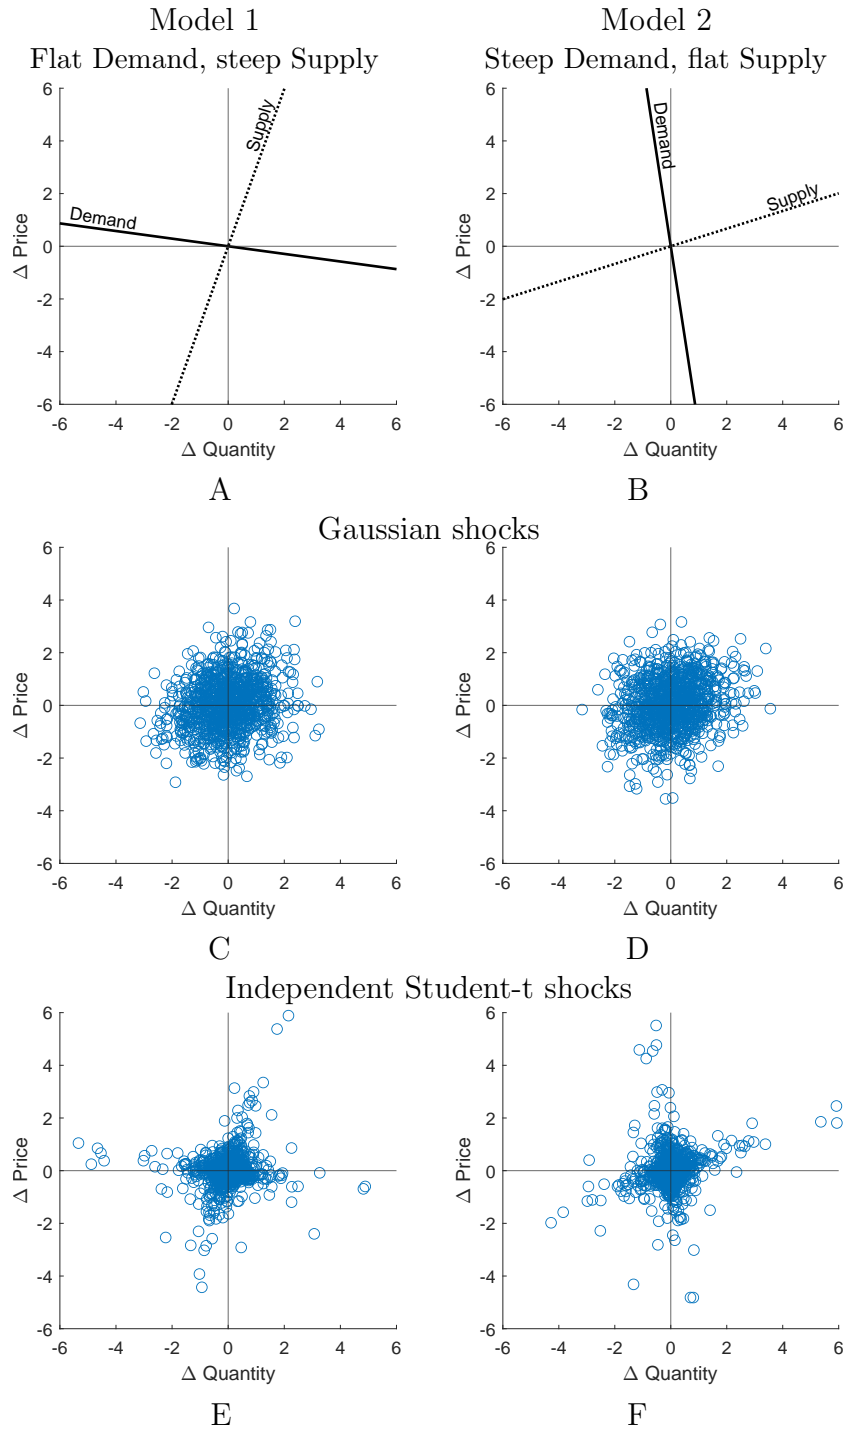 Model 1
Model 2
Flat Demand, steep Supply
Steep Demand, flat Supply
6
4
2
0
-2
-4
-6
-6 -4 -2 0 2 4 6
Δ Price
Δ Quantity
Demand
Supply
A
6
4
2
0
-2
-4
-6
-6 -4 -2 0 2 4 6
Δ Price
Δ Quantity
Demand
Supply
B
Gaussian shocks
6
4
2
0
-2
-4
-6
-6 -4 -2 0 2 4 6
Δ Price
Δ Quantity
C
6
4
2
0
-2
-4
-6
-6 -4 -2 0 2 4 6
Δ Price
Δ Quantity
D
Independent Student-t shocks
6
4
2
0
-2
-4
-6
-6 -4 -2 0 2 4 6
Δ Price
Δ Quantity
E
6
4
2
0
-2
-4
-6
-6 -4 -2 0 2 4 6
Δ Price
Δ Quantity
F